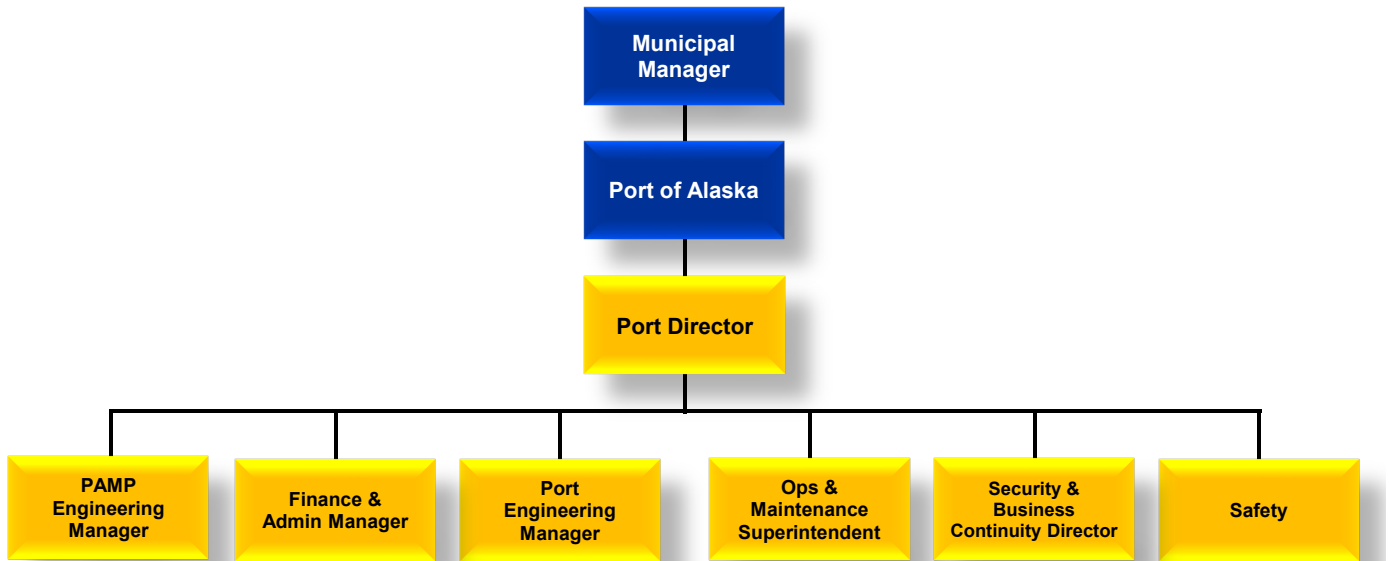 Municipal
Manager
Port of Alaska
Port Director
PAMP
Engineering
Manager
Finance &
Admin Manager
Port
Engineering
Manager
Ops &
Maintenance
Superintendent
Security &
Business
Continuity Director
Safety